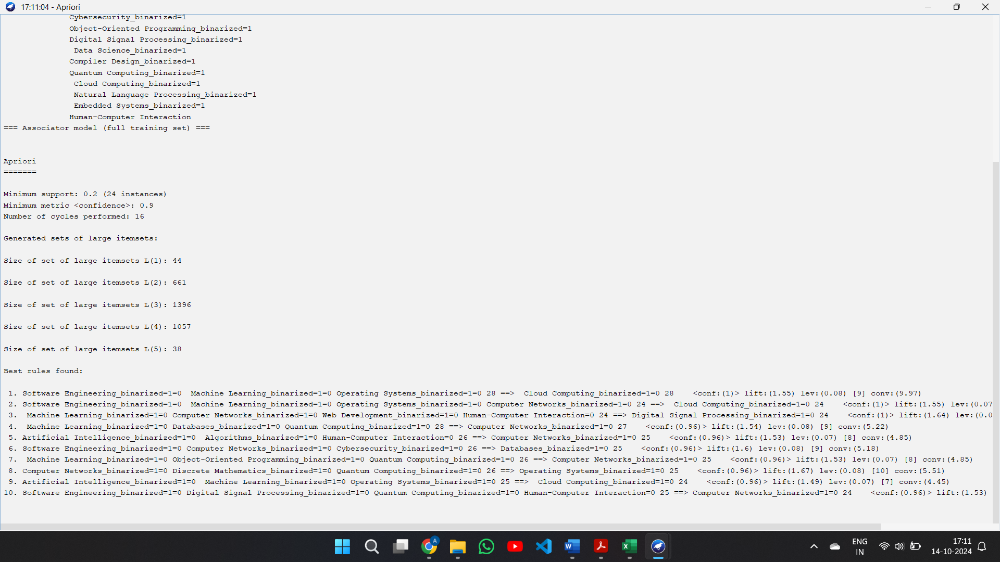 17:11:04 - Apriori
Cybersecurity_binarized=1
Object-Oriented Programming_binarized=1
Digital Signal Processing_binarized=1
Data Science_binarized=1
Compiler Design_binarized=1
Quantum Computing_binarized=1
Cloud Computing_binarized=1
Natural Language Processing_binarized=1
Embedded Systems_binarized=1
Human-Computer Interaction
=== Associator model (full training set) ===
Apriori
=======
Minimum support: 0.2 (24 instances)
Minimum metric <confidence>: 0.9
Number of cycles performed: 16
Generated sets of large itemsets:
Size of set of large itemsets L(1): 44
Size of set of large itemsets L(2): 661
Size of set of large itemsets L(3): 1396
Size of set of large itemsets L(4): 1057
Size of set of large itemsets L(5): 38
Best rules found:
1. Software Engineering_binarized=1=0  Machine Learning_binarized=1=0 Operating Systems_binarized=1=0 28 ==>  Cloud Computing_binarized=1=0 28    <conf:(1)> lift:(1.55) lev:(0.08) [9] conv:(9.97)
2. Software Engineering_binarized=1=0  Machine Learning_binarized=1=0 Operating Systems_binarized=1=0 Computer Networks_binarized=1=0 24 ==>  Cloud Computing_binarized=1=0 24    <conf:(1)> lift:(1.55) lev:(0.07
3.  Machine Learning_binarized=1=0 Computer Networks_binarized=1=0 Web Development_binarized=1=0 Human-Computer Interaction=0 24 ==> Digital Signal Processing_binarized=1=0 24    <conf:(1)> lift:(1.64) lev:(0.0
4.  Machine Learning_binarized=1=0 Databases_binarized=1=0 Quantum Computing_binarized=1=0 28 ==> Computer Networks_binarized=1=0 27    <conf:(0.96)> lift:(1.54) lev:(0.08) [9] conv:(5.22)
5. Artificial Intelligence_binarized=1=0  Algorithms_binarized=1=0 Human-Computer Interaction=0 26 ==> Computer Networks_binarized=1=0 25    <conf:(0.96)> lift:(1.53) lev:(0.07) [8] conv:(4.85)
6. Software Engineering_binarized=1=0 Computer Networks_binarized=1=0 Cybersecurity_binarized=1=0 26 ==> Databases_binarized=1=0 25    <conf:(0.96)> lift:(1.6) lev:(0.08) [9] conv:(5.18)
7.  Machine Learning_binarized=1=0 Object-Oriented Programming_binarized=1=0 Quantum Computing_binarized=1=0 26 ==> Computer Networks_binarized=1=0 25    <conf:(0.96)> lift:(1.53) lev:(0.07) [8] conv:(4.85)
8. Computer Networks_binarized=1=0 Discrete Mathematics_binarized=1=0 Quantum Computing_binarized=1=0 26 ==> Operating Systems_binarized=1=0 25    <conf:(0.96)> lift:(1.67) lev:(0.08) [10] conv:(5.51)
9. Artificial Intelligence_binarized=1=0  Machine Learning_binarized=1=0 Operating Systems_binarized=1=0 25 ==>  Cloud Computing_binarized=1=0 24    <conf:(0.96)> lift:(1.49) lev:(0.07) [7] conv:(4.45)
10. Software Engineering_binarized=1=0 Digital Signal Processing_binarized=1=0 Quantum Computing_binarized=1=0 Human-Computer Interaction=0 25 ==> Computer Networks_binarized=1=0 24    <conf:(0.96)> lift:(1.53)
ENG 17:11
IN 14-10-2024